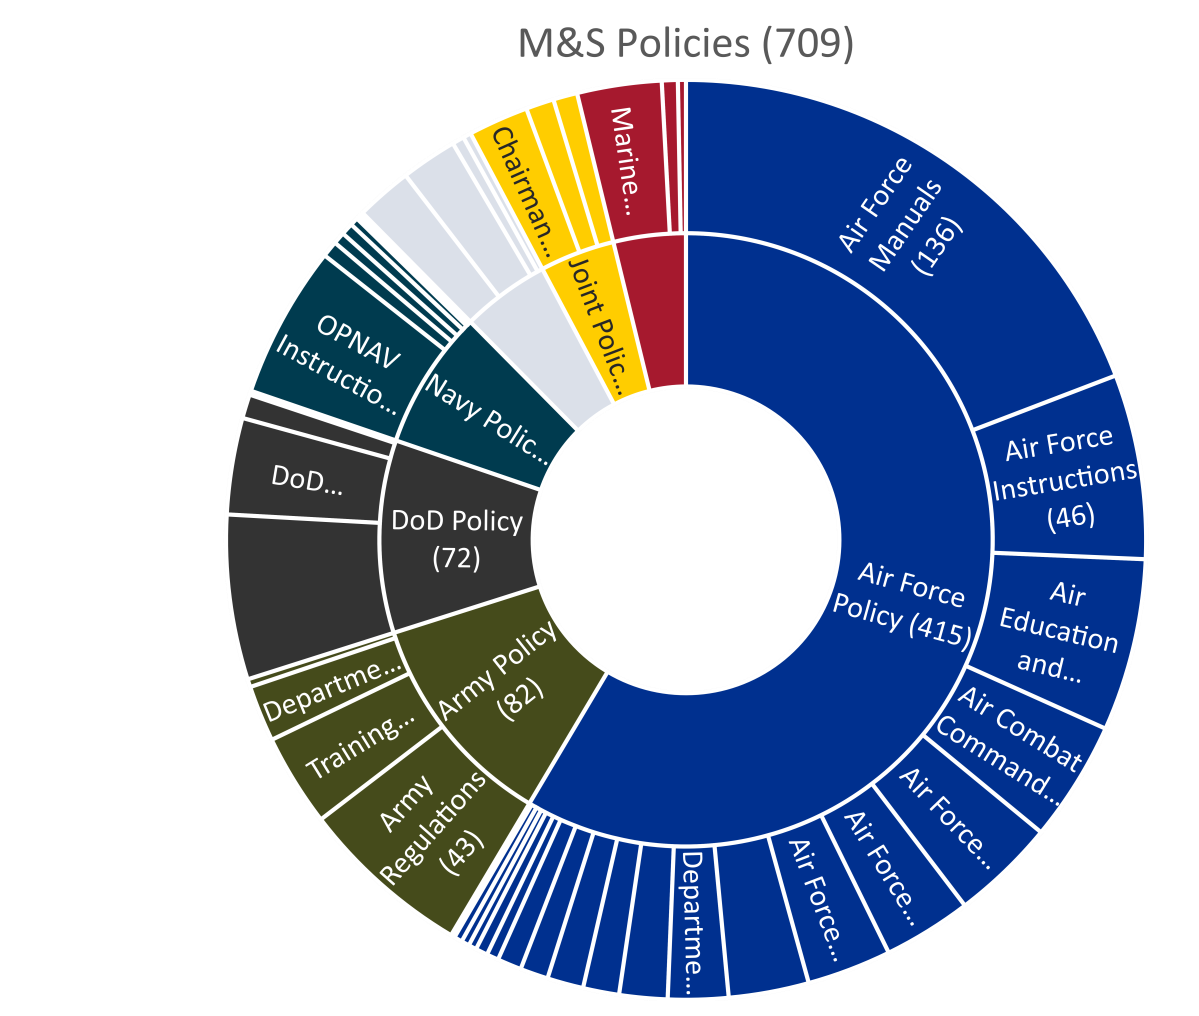 M&S Policies (709)
Air Force
Manuals
(136)
Air Force
Instructions
(46)
Air
Education
and...
Air Combat
Command...
Air Force...
Air Force...
Air Force...
Departme...
Air Force
Policy (415)
Army
Regulations
(43)
Training...
Departme...
Army Policy
(82)
DoD...
DoD Policy
(72)
OPNAV
Instructio...
Navy Polic...
Chairman...
Joint Polic...
Marine...